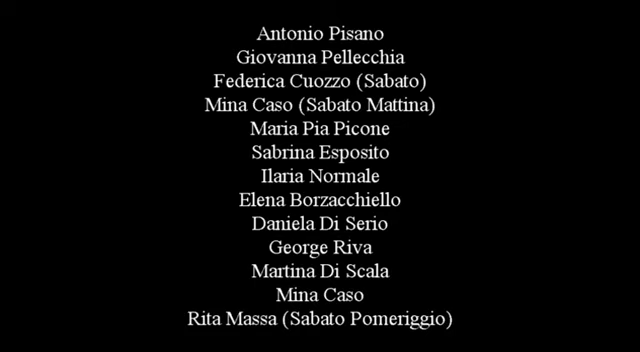 Antonio Pisano
Giovanna Pellecchia
Federica Cuozzo (Sabato)
Mina Caso (Sabato Mattina)
Maria Pia Picone
Sabrina Esposito
Ilaria Normale
Elena Borzacchiello
Daniela Di Serio
George Riva
Martina Di Scala
Mina Caso
Rita Massa (Sabato Pomeriggio)